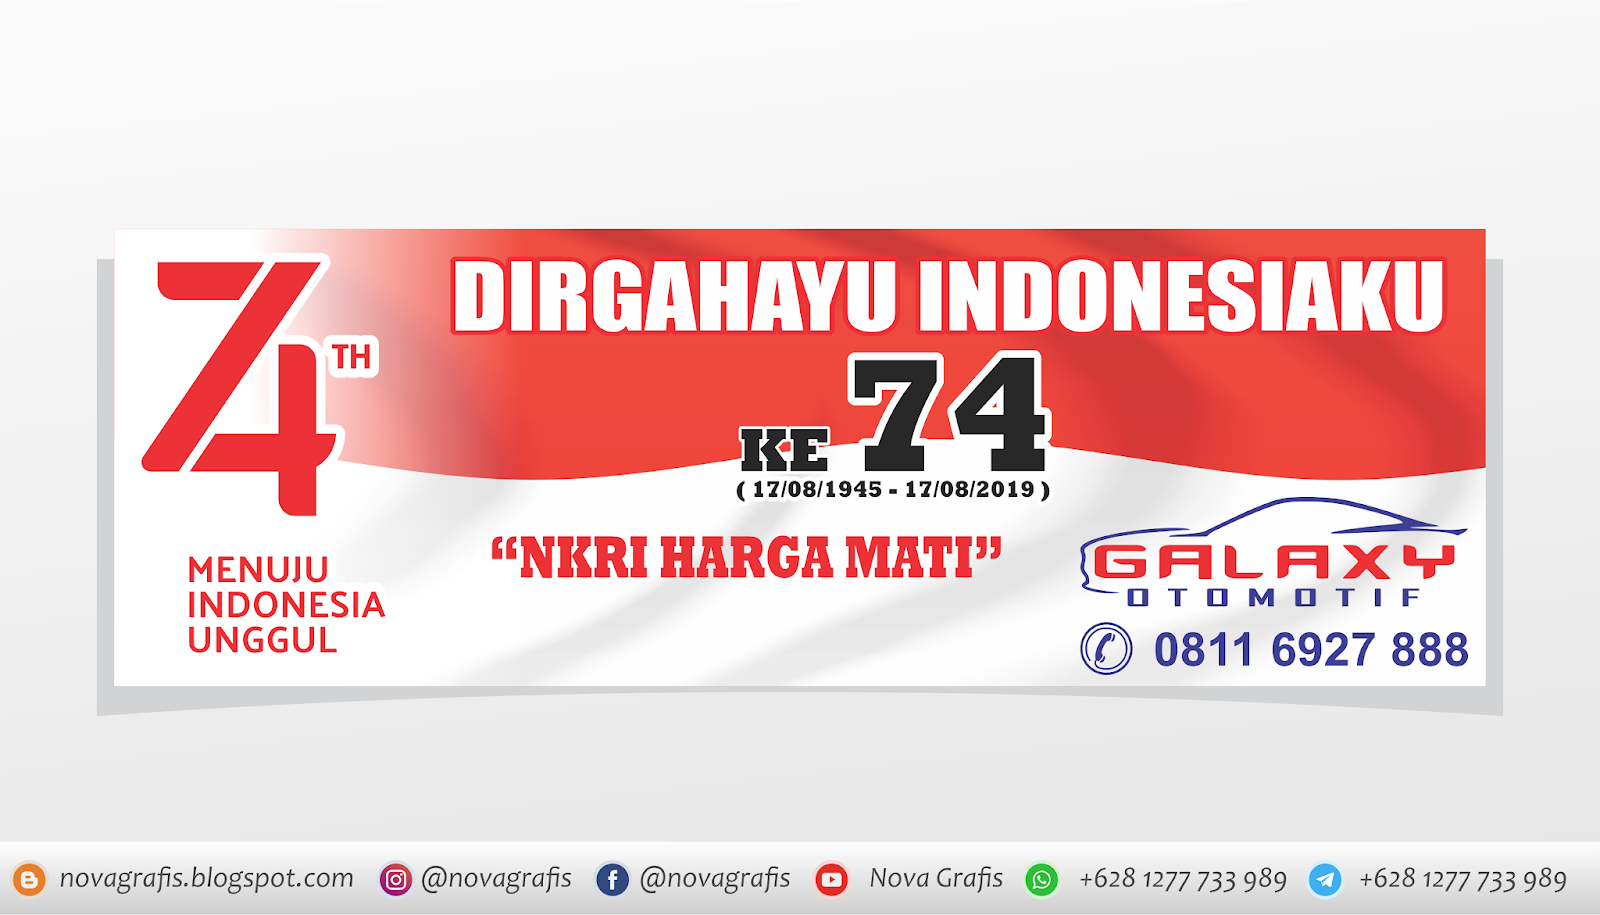 74 TH
MENUJU
INDONESIA
UNGGUL
DIRGAHAYU INDONESIAKU
KE 74
( 17/08/1945 - 17/08/2019 )
“NKRI HARGA MATI”
GALAXY
OTOMOTIF
0811 6927 888
novagrafis.blogspot.com @novagrafis @novagrafis Nova Grafis +628 1277 733 989 +628 1277 733 989